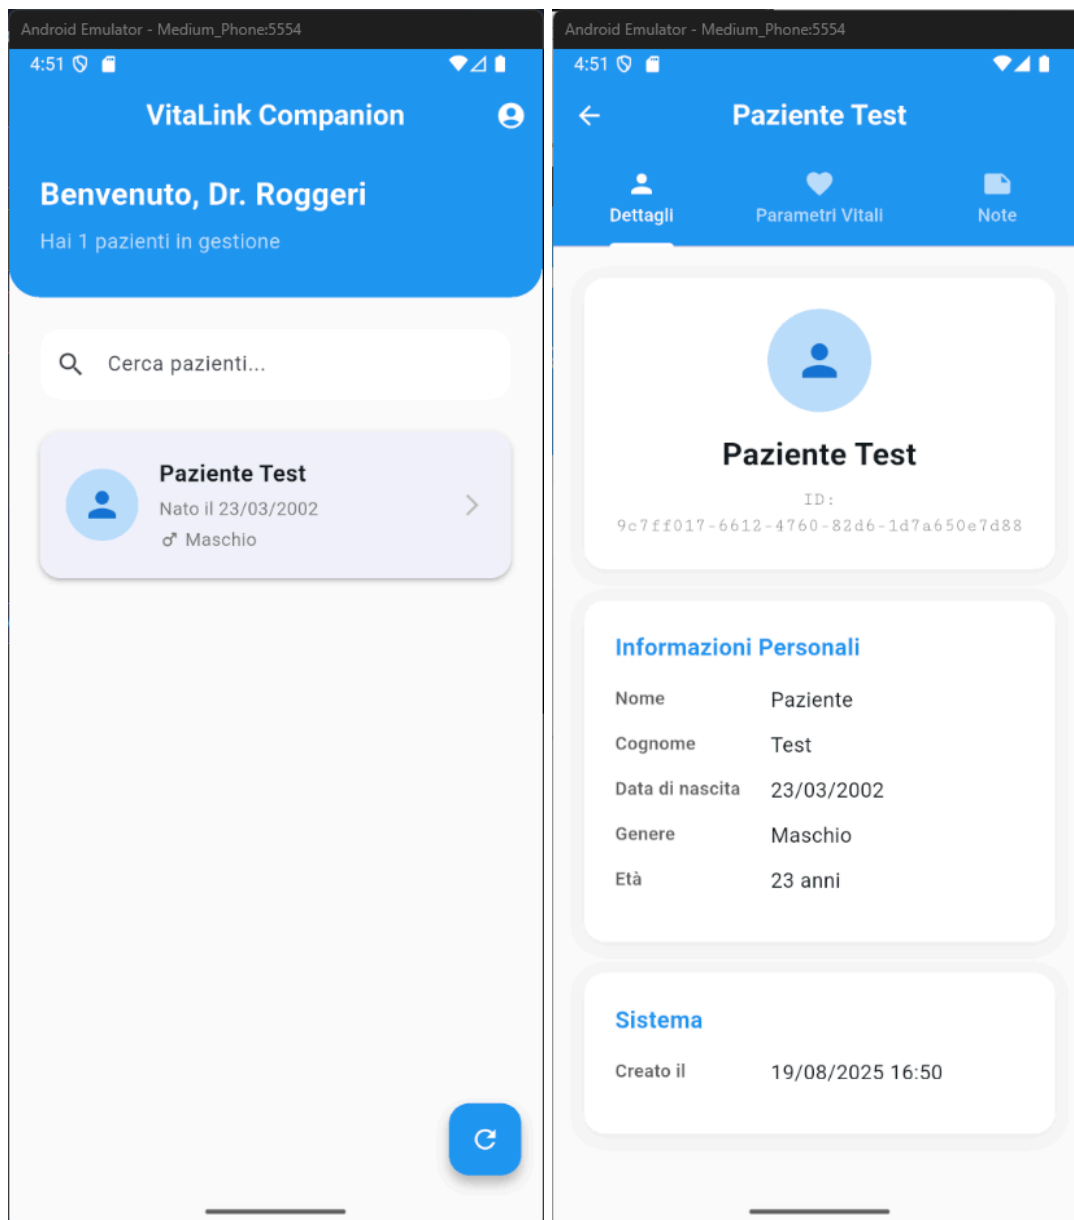 Android Emulator - Medium_Phone:5554
4:51
VitaLink Companion
Benvenuto, Dr. Roggeri
Hai 1 pazienti in gestione
Cerca pazienti...
Paziente Test
Nato il 23/03/2002
♂ Maschio
Android Emulator - Medium_Phone:5554
4:51
Paziente Test
Dettagli
Parametri Vitali
Note
Paziente Test
ID:
9c7ff017-6612-4760-82d6-1d7a650e7d88
Informazioni Personali
Nome Paziente
Cognome Test
Data di nascita 23/03/2002
Genere Maschio
Età 23 anni
Sistema
Creato il 19/08/2025 16:50